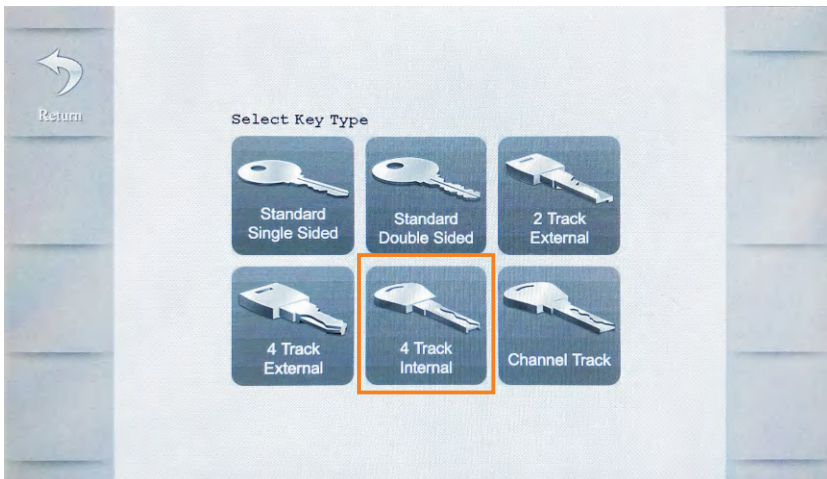 Return
Select Key Type
Standard
Single Sided
Standard
Double Sided
2 Track
External
4 Track
External
4 Track
Internal
Channel Track